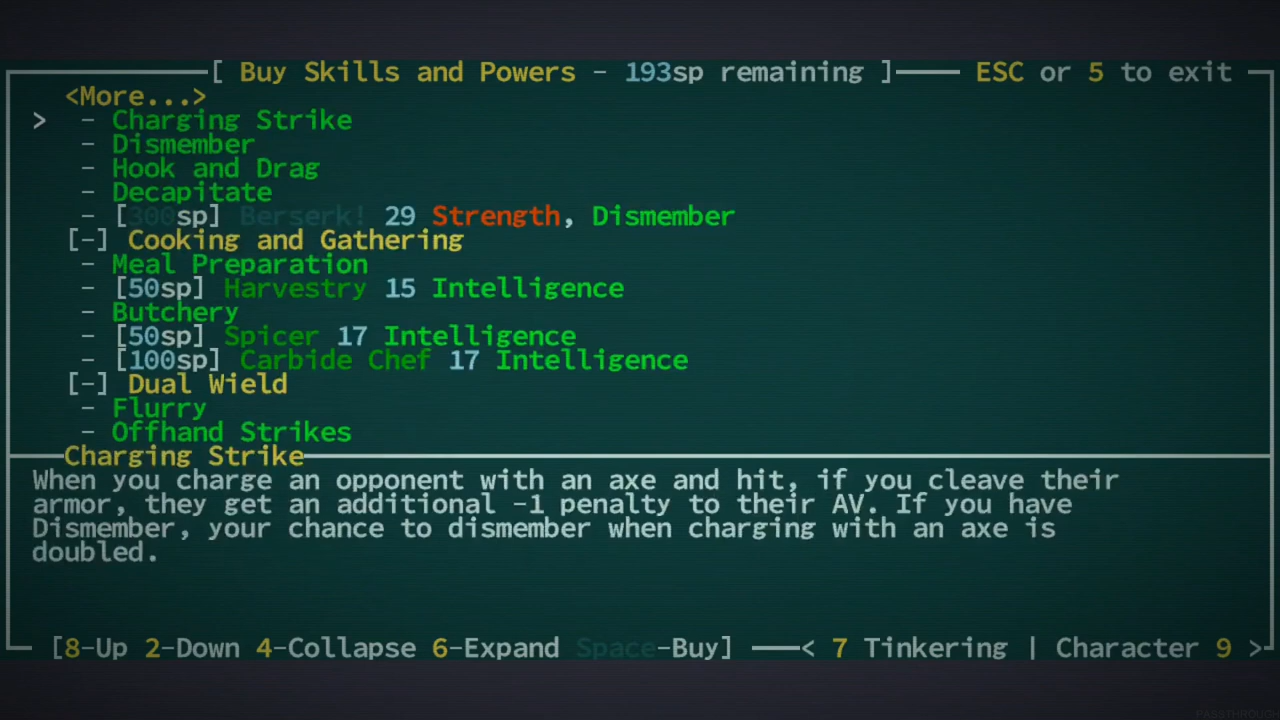 [ Buy Skills and Powers - 193sp remaining ] ESC or 5 to exit
<More...>
> - Charging Strike
- Dismember
- Hook and Drag
- Decapitate
- [300sp] Berserk! 29 Strength, Dismember
[-] Cooking and Gathering
- Meal Preparation
- [50sp] Harvestry 15 Intelligence
- Butchery
- [50sp] Spicer 17 Intelligence
- [100sp] Carbide Chef 17 Intelligence
[-] Dual Wield
- Flurry
- Offhand Strikes
Charging Strike
When you charge an opponent with an axe and hit, if you cleave their
armor, they get an additional -1 penalty to their AV. If you have
Dismember, your chance to dismember when charging with an axe is
doubled.
[8-Up 2-Down 4-Collapse 6-Expand Space-Buy] < 7 Tinkering | Character 9 >